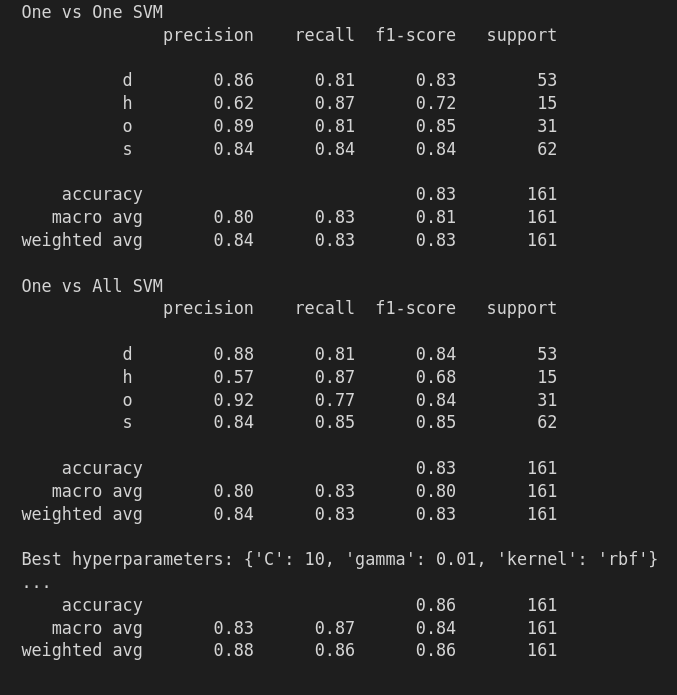 One vs One SVM
precision recall f1-score support
d 0.86 0.81 0.83 53
h 0.62 0.87 0.72 15
o 0.89 0.81 0.85 31
s 0.84 0.84 0.84 62
accuracy 0.83 161
macro avg 0.80 0.83 0.81 161
weighted avg 0.84 0.83 0.83 161
One vs All SVM
precision recall f1-score support
d 0.88 0.81 0.84 53
h 0.57 0.87 0.68 15
o 0.92 0.77 0.84 31
s 0.84 0.85 0.85 62
accuracy 0.83 161
macro avg 0.80 0.83 0.80 161
weighted avg 0.84 0.83 0.83 161
Best hyperparameters: {'C': 10, 'gamma': 0.01, 'kernel': 'rbf'}
...
accuracy 0.86 161
macro avg 0.83 0.87 0.84 161
weighted avg 0.88 0.86 0.86 161